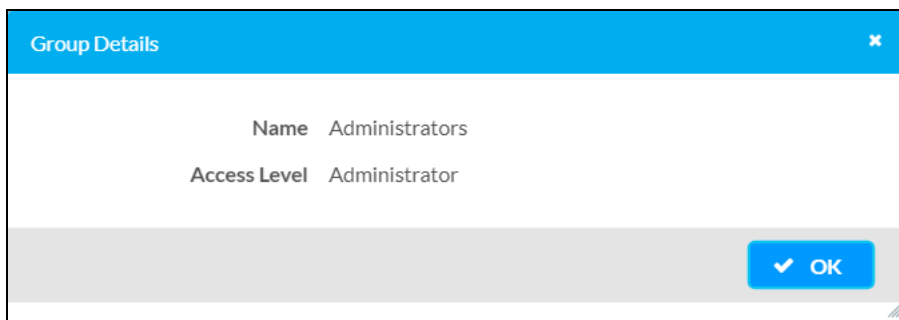 Group Details
Name Administrators
Access Level Administrator
OK